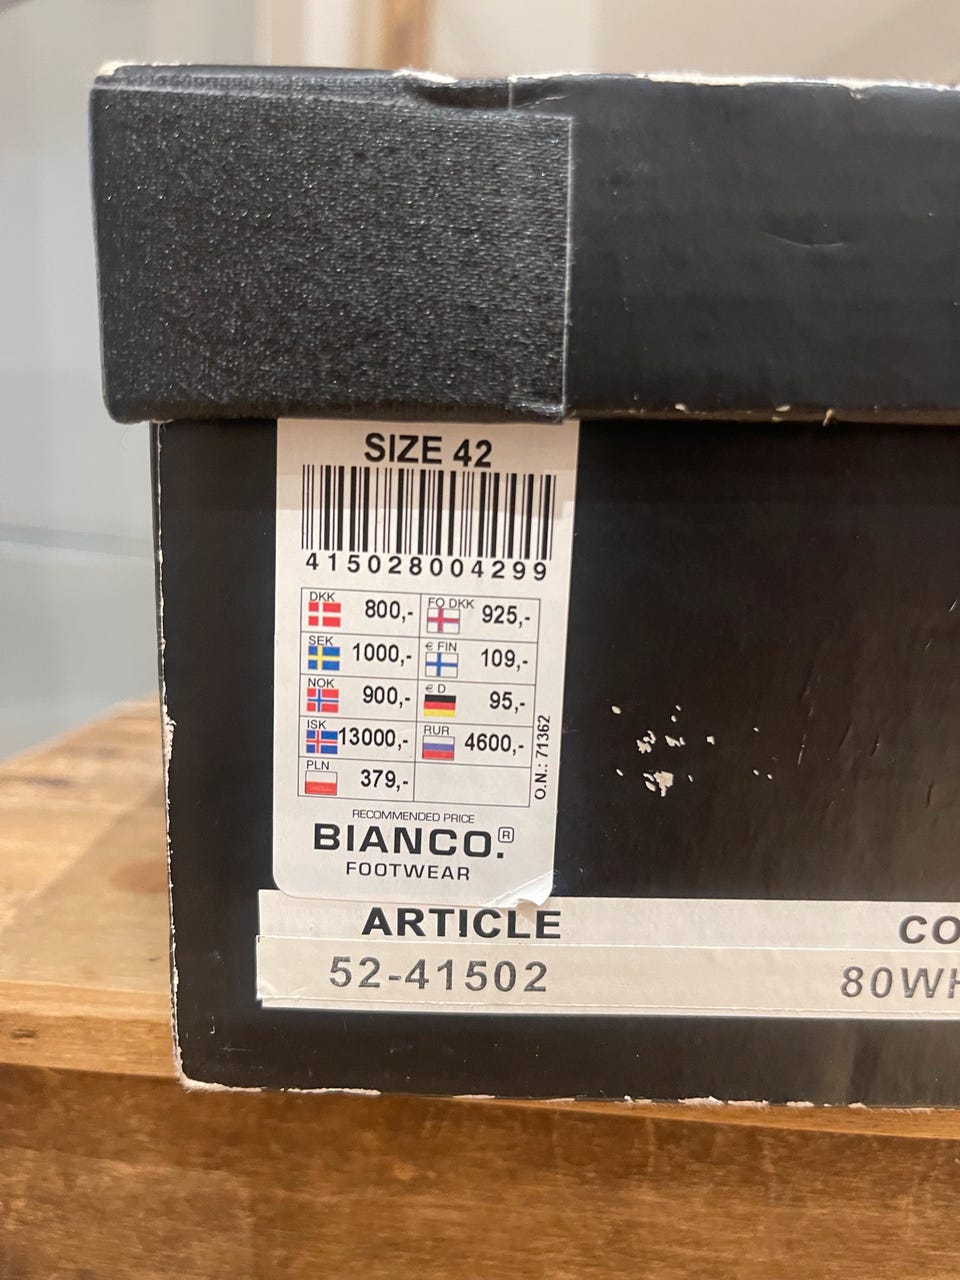 SIZE 42
415028004299
DKK 800,- FO DKK 925,-
SEK 1000,- € FIN 109,-
NOK 900,- € D 95,-
ISK 13000,- RUR 4600,-
PLN 379,-
O.N.: 71362
RECOMMENDED PRICE
BIANCO.®
FOOTWEAR
ARTICLE CO
52-41502 80WH